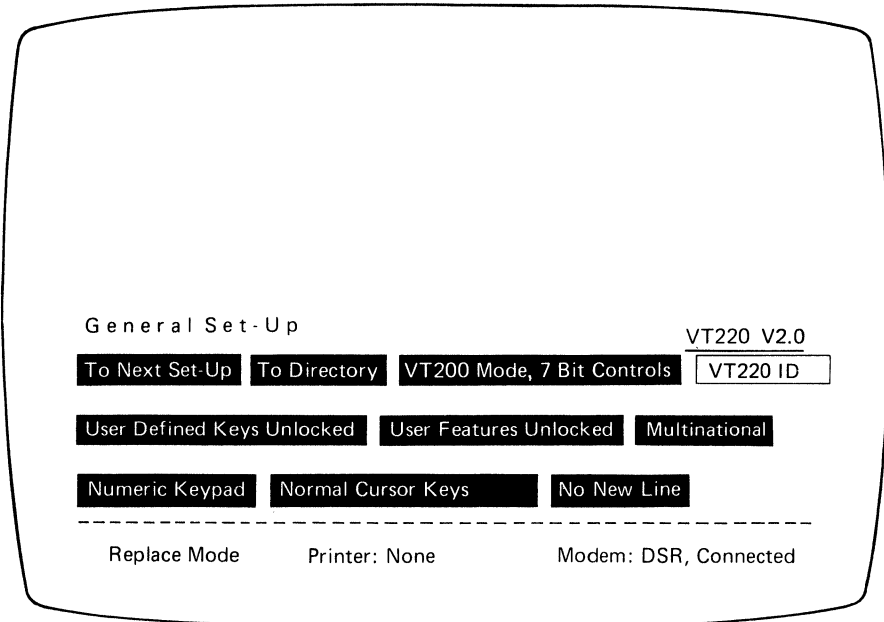 General Set-Up
VT220 V2.0
To Next Set-Up To Directory VT200 Mode, 7 Bit Controls VT220 ID
User Defined Keys Unlocked User Features Unlocked Multinational
Numeric Keypad Normal Cursor Keys No New Line
Replace Mode Printer: None Modem: DSR, Connected